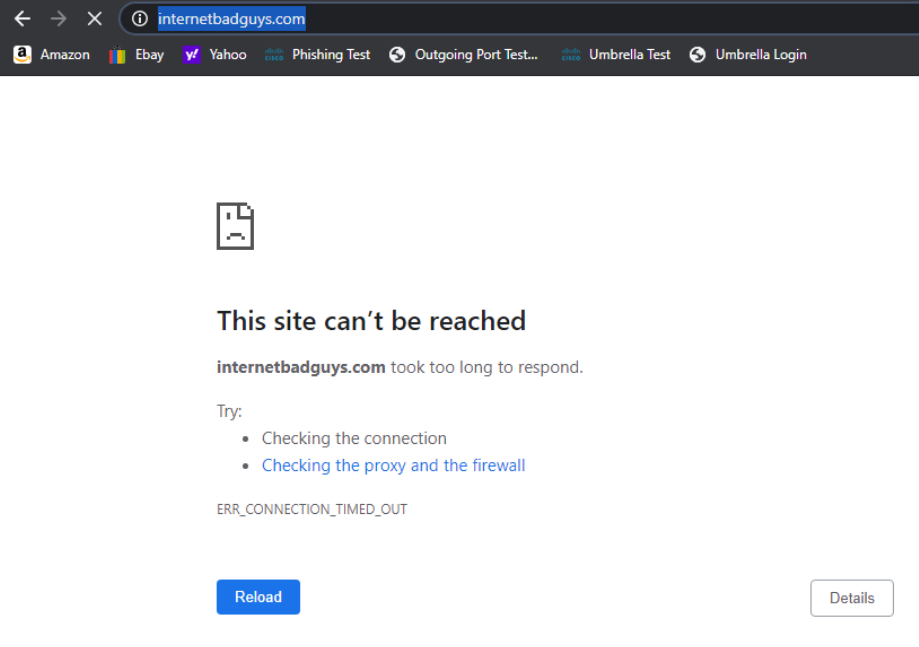 internetbadguys.com
Amazon Ebay Yahoo Phishing Test Outgoing Port Test... Umbrella Test Umbrella Login
This site can’t be reached
internetbadguys.com took too long to respond.
Try:
Checking the connection
Checking the proxy and the firewall
ERR_CONNECTION_TIMED_OUT
Reload Details